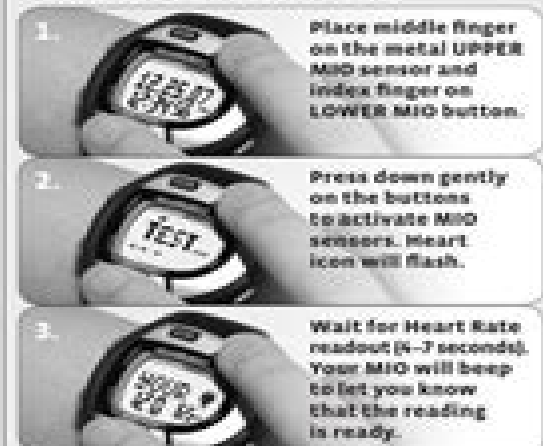 1.
Place middle finger
on the metal UPPER
MIO sensor and
index finger on
LOWER MIO button.
2.
Press down gently
on the buttons
to activate MIO
sensors. Heart
icon will flash.
TEST
3.
Wait for Heart Rate
readout (4-7 seconds).
Your MIO will beep
to let you know
that the reading
is ready.